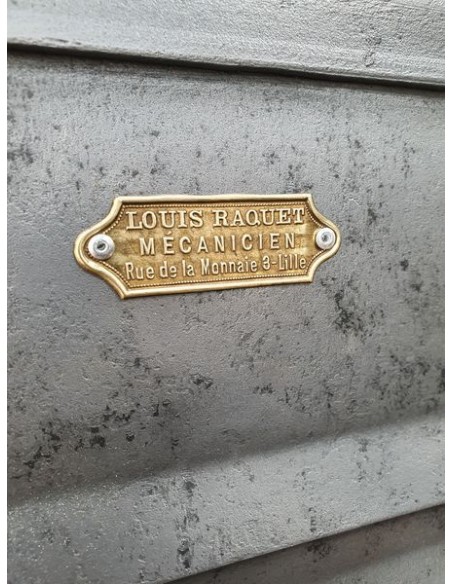 LOUIS RAQUET
MÉCANICIEN
Rue de la Monnaie 3-Lille